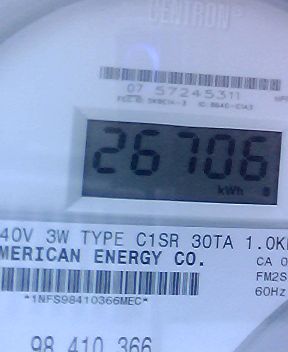 CENTRON®
07 57245311
26706
kWh
40V 3W TYPE C1SR 30TA 1.0K
MERICAN ENERGY CO.
CA 0
FM2S
60Hz
*1NFS98410366MEC*
98 410 366